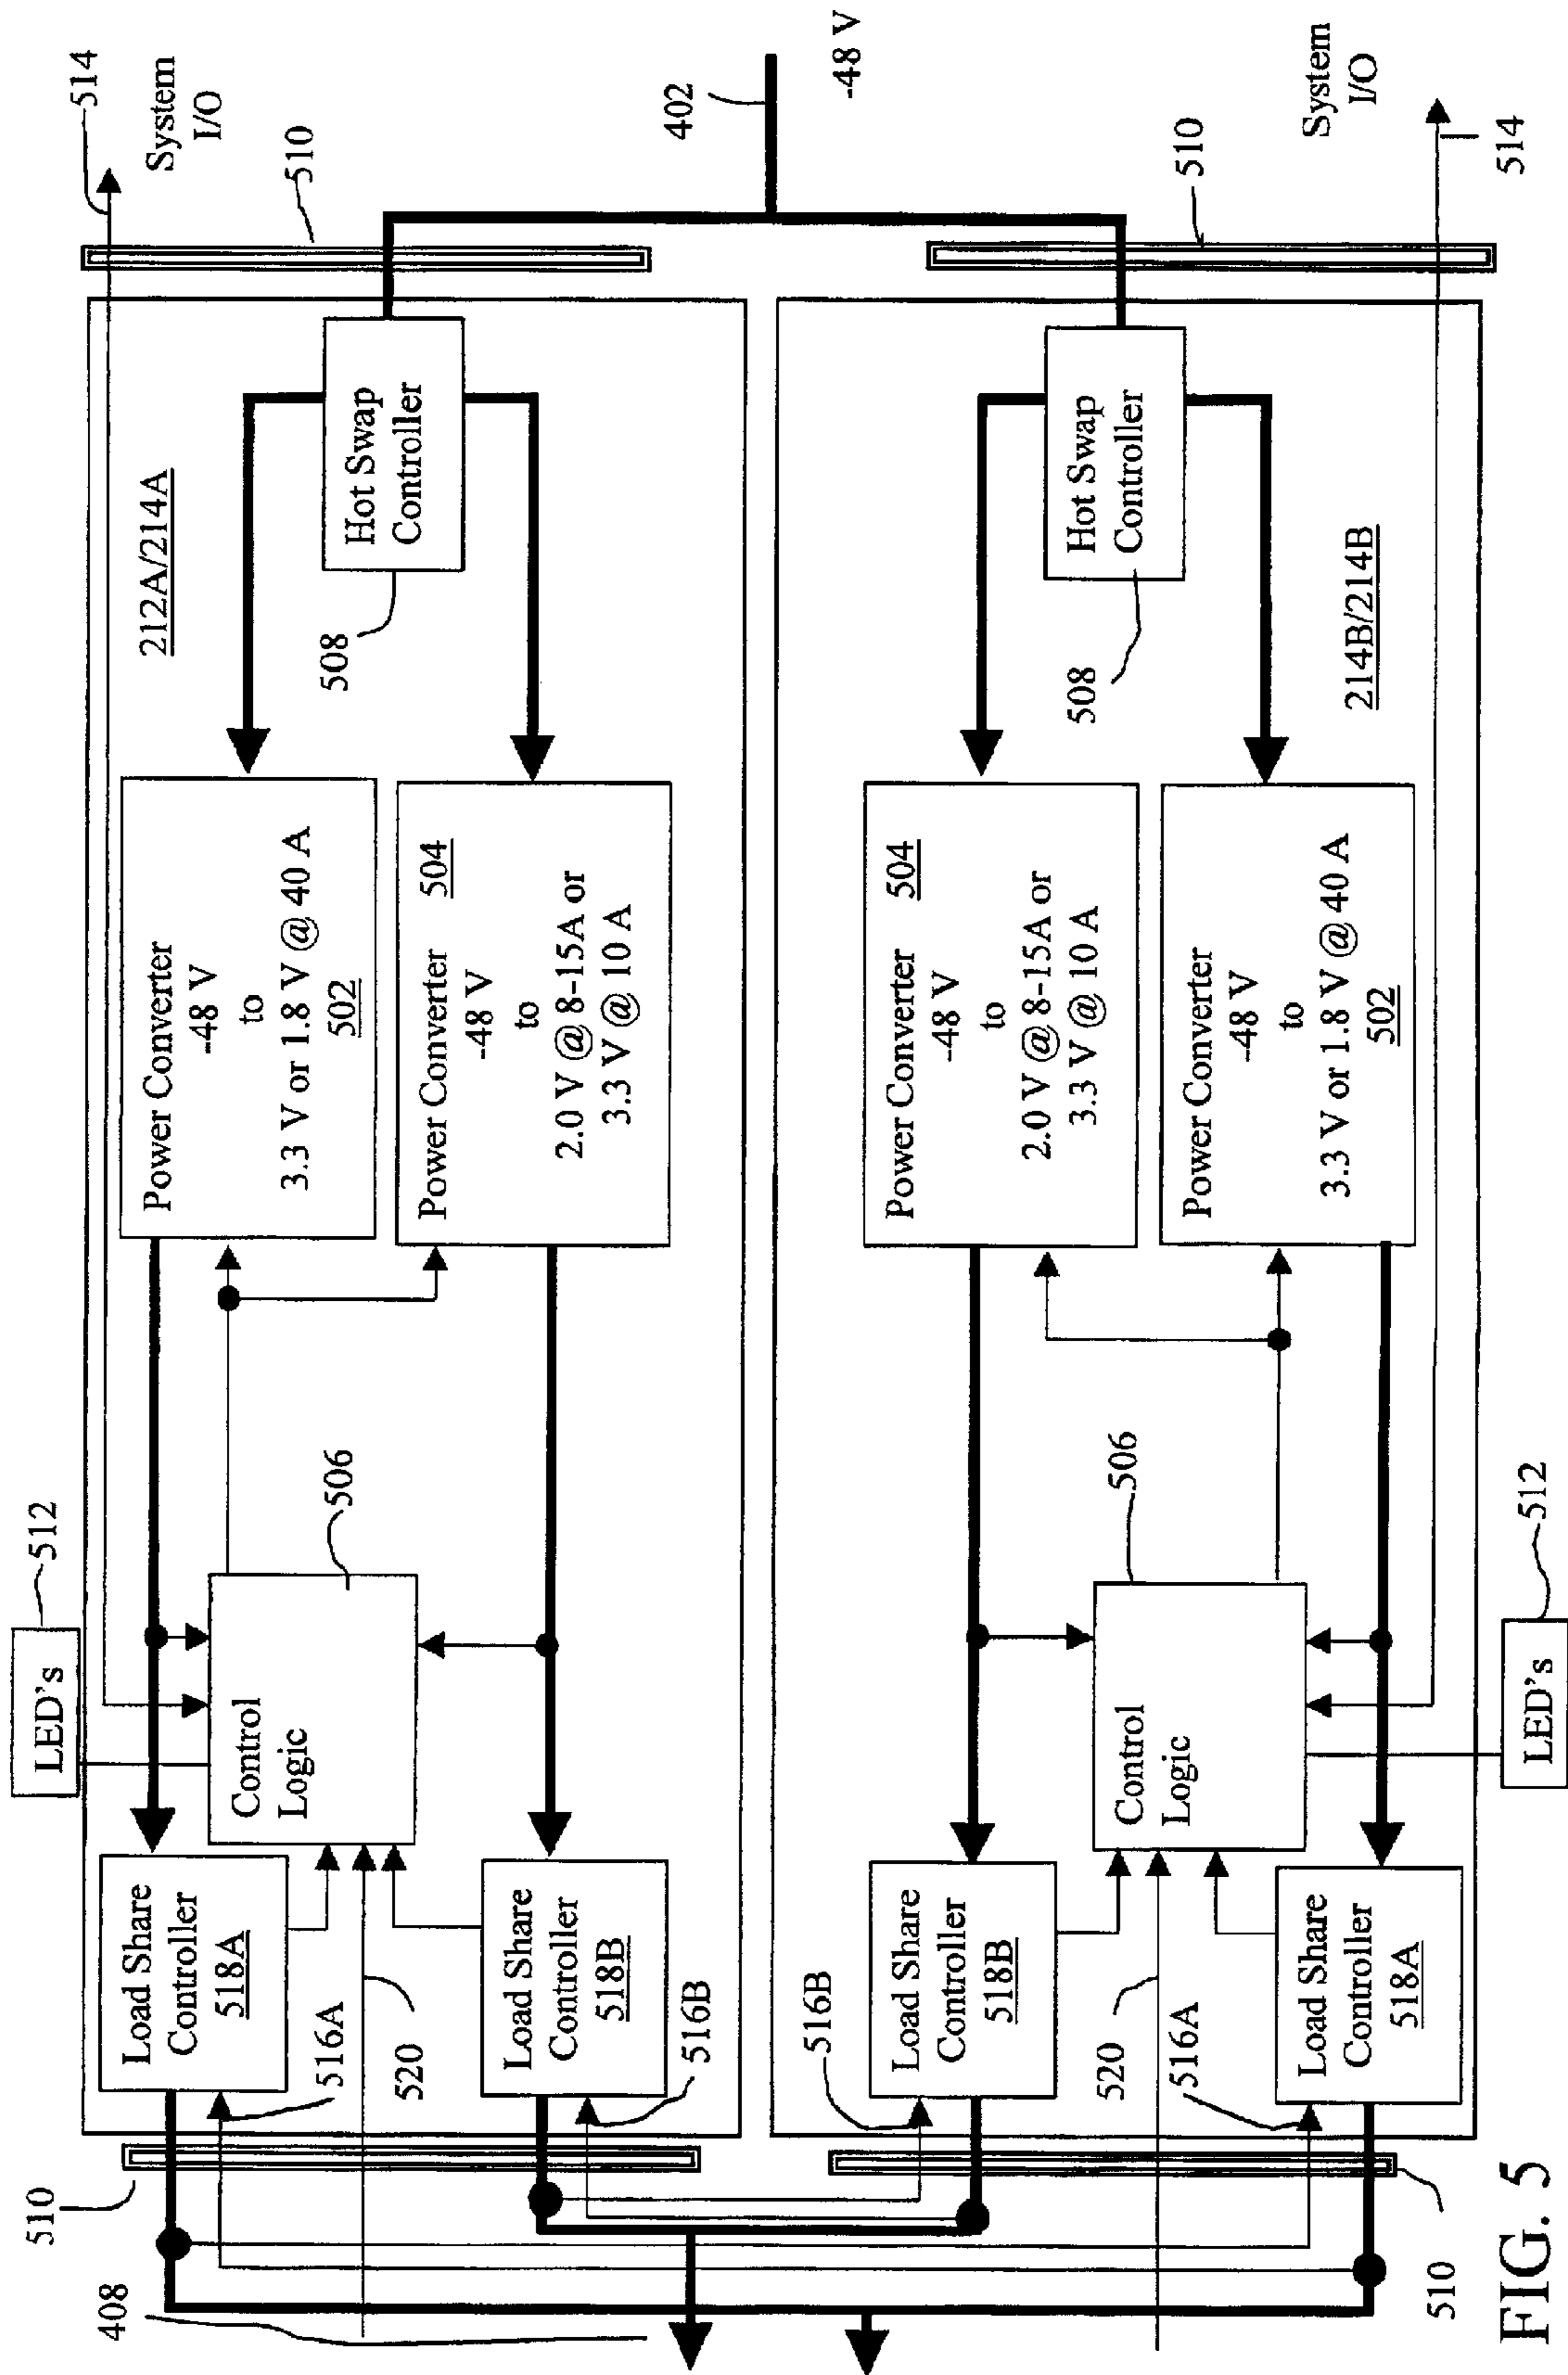 514
System
I/O
510
402
-48 V
510
System
I/O
514
212A/214A
Hot Swap
Controller
508
Hot Swap
Controller
508
214B/214B
Power Converter
-48 V
to
3.3 V or 1.8 V @ 40 A
502
Power Converter
504
-48 V
to
2.0 V @ 8-15A or
3.3 V @ 10 A
Power Converter
504
-48 V
to
2.0 V @ 8-15A or
3.3 V @ 10 A
Power Converter
-48 V
to
3.3 V or 1.8 V @ 40 A
502
512
LED's
506
Control
Logic
506
Control
Logic
512
LED's
Load Share
Controller
518A
516A
520
Load Share
Controller
518B
516B
516B
Load Share
Controller
518B
520
516A
Load Share
Controller
518A
510
408
510
FIG. 5